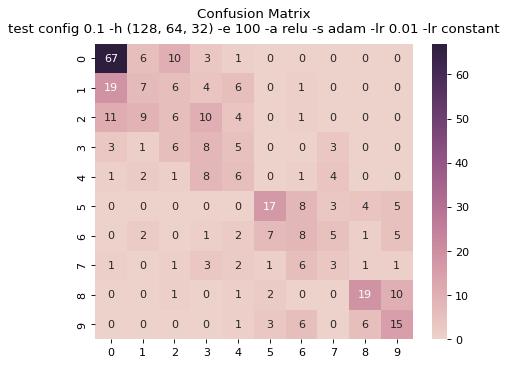 Confusion Matrix
test config 0.1 -h (128, 64, 32) -e 100 -a relu -s adam -lr 0.01 -lr constant
0 67 6 10 3 1 0 0 0 0 0
1 19 7 6 4 6 0 1 0 0 0
2 11 9 6 10 4 0 1 0 0 0
3 3 1 6 8 5 0 0 3 0 0
4 1 2 1 8 6 0 1 4 0 0
5 0 0 0 0 0 17 8 3 4 5
6 0 2 0 1 2 7 8 5 1 5
7 1 0 1 3 2 1 6 3 1 1
8 0 0 1 0 1 2 0 0 19 10
9 0 0 0 0 1 3 6 0 6 15
0 1 2 3 4 5 6 7 8 9
60
50
40
30
20
10
0